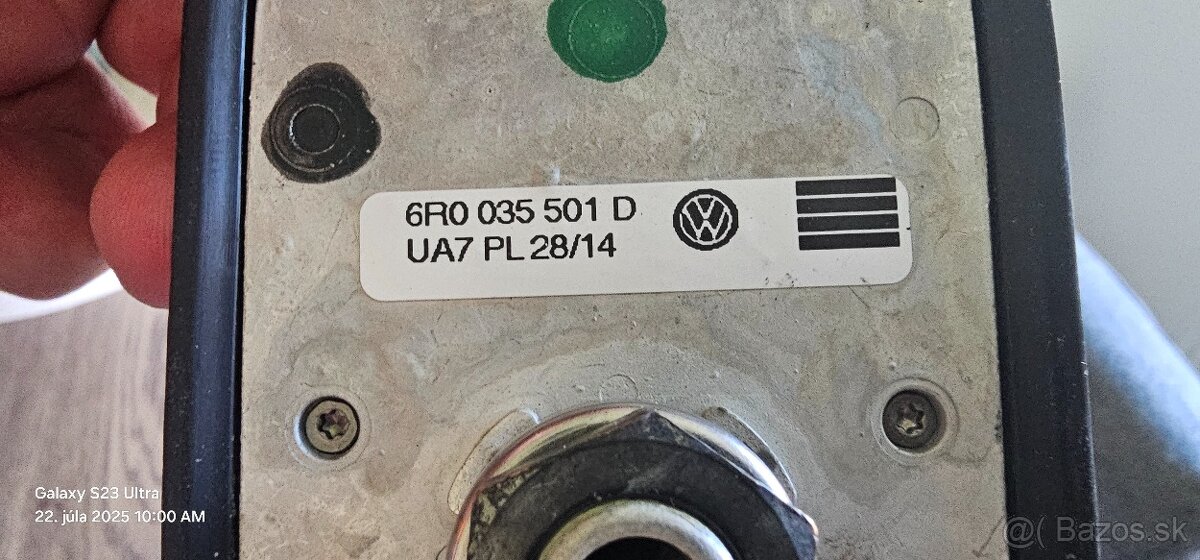 6R0 035 501 D
UA7 PL 28/14
Galaxy S23 Ultra
22. júla 2025 10:00 AM
@( Bazos.sk